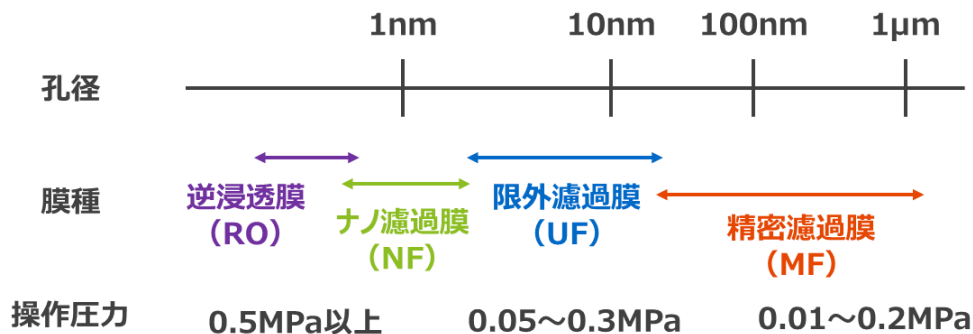 1nm 10nm 100nm 1μm
孔径
膜種
逆浸透膜
（RO）
ナノ濾過膜
（NF）
限外濾過膜
（UF）
精密濾過膜
（MF）
操作圧力
0.5MPa以上 0.05～0.3MPa 0.01～0.2MPa